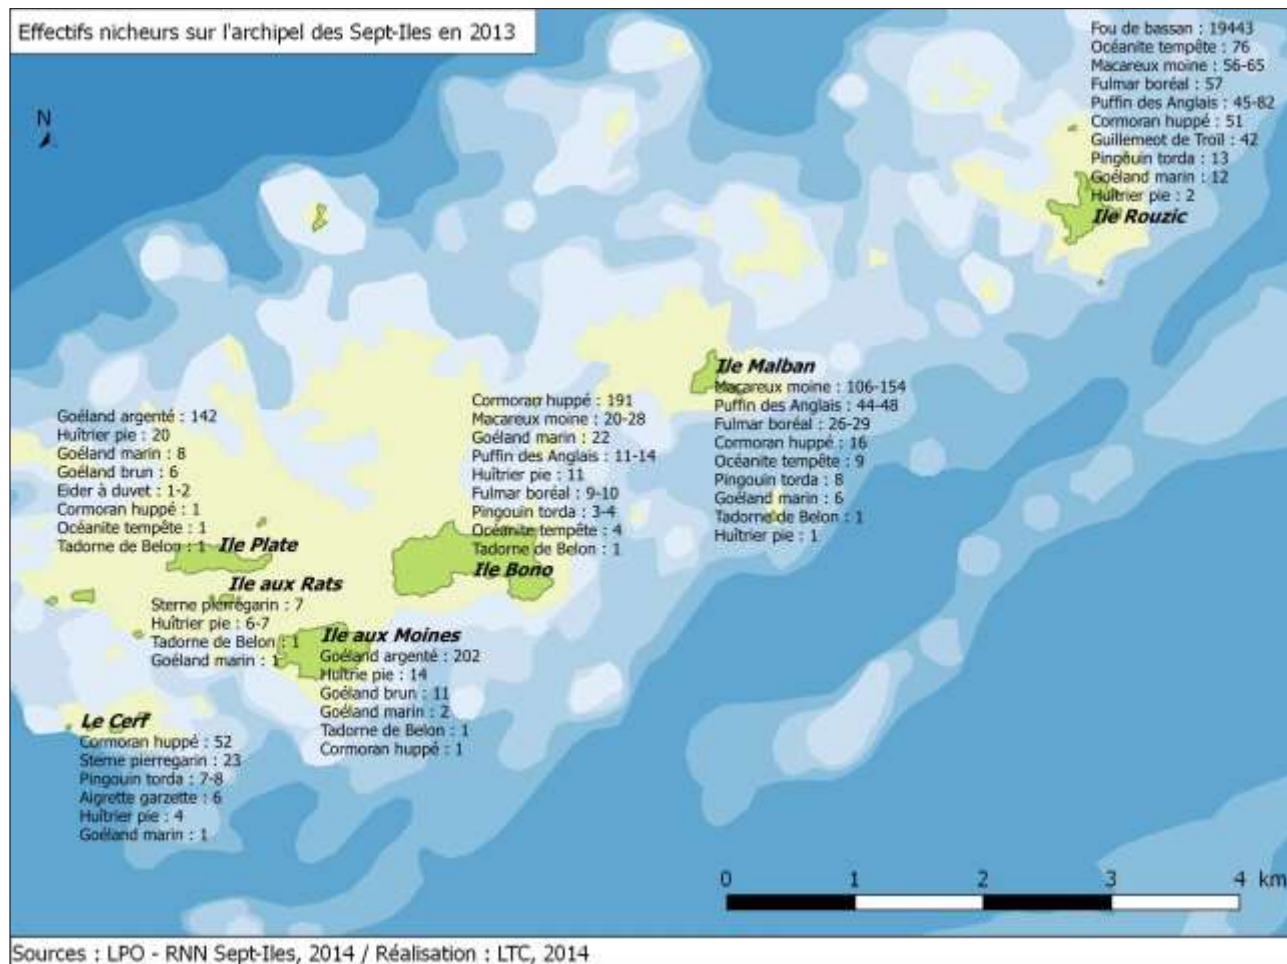 Effectifs nicheurs sur l'archipel des Sept-Iles en 2013
N
Fou de bassan : 19443
Océanite tempête : 76
Macareux moine : 56-65
Fulmar boréal : 57
Puffin des Anglais : 45-82
Cormoran huppé : 51
Guillemeot de Troïl : 42
Pingouin torda : 13
Goéland marin : 12
Huîtrier pie : 2
Ile Rouzic
Ile Malban
Macareux moine : 106-154
Puffin des Anglais : 44-48
Fulmar boréal : 26-29
Cormoran huppé : 16
Océanite tempête : 9
Pingouin torda : 8
Goéland marin : 6
Tadorne de Belon : 1
Huîtrier pie : 1
Cormoran huppé : 191
Macareux moine : 20-28
Goéland marin : 22
Puffin des Anglais : 11-14
Huîtrier pie : 11
Fulmar boréal : 9-10
Pingouin torda : 3-4
Océanite tempête : 4
Tadorne de Belon : 1
Ile Bono
Goéland argenté : 142
Huîtrier pie : 20
Goéland marin : 8
Goéland brun : 6
Eider à duvet : 1-2
Cormoran huppé : 1
Océanite tempête : 1
Tadorne de Belon : 1
Ile Plate
Ile aux Rats
Sterne pierregarin : 7
Huîtrier pie : 6-7
Tadorne de Belon : 1
Goéland marin : 1
Ile aux Moines
Goéland argenté : 202
Huîtrie pie : 14
Goéland brun : 11
Goéland marin : 2
Tadorne de Belon : 1
Cormoran huppé : 1
Le Cerf
Cormoran huppé : 52
Sterne pierregarin : 23
Pingouin torda : 7-8
Aigrette garzette : 6
Huîtrier pie : 4
Goéland marin : 1
0 1 2 3 4 km
Sources : LPO - RNN Sept-Iles, 2014 / Réalisation : LTC, 2014